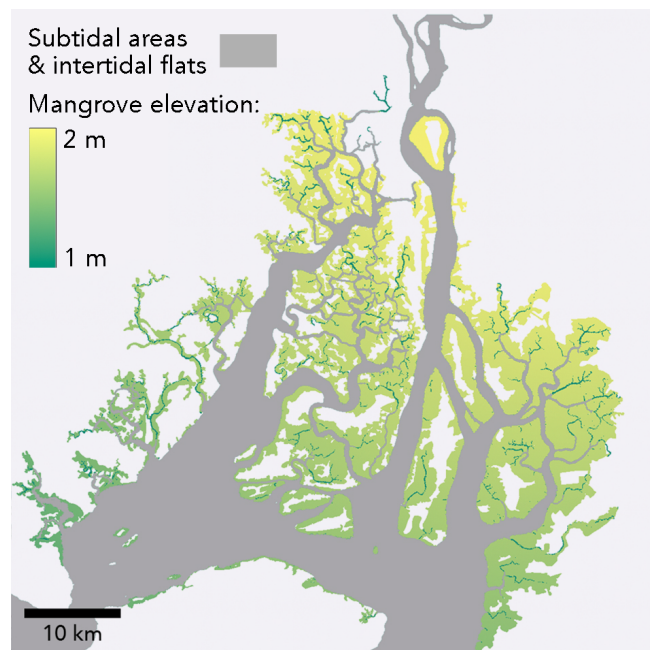 Subtidal areas
& intertidal flats
Mangrove elevation:
2 m
1 m
10 km